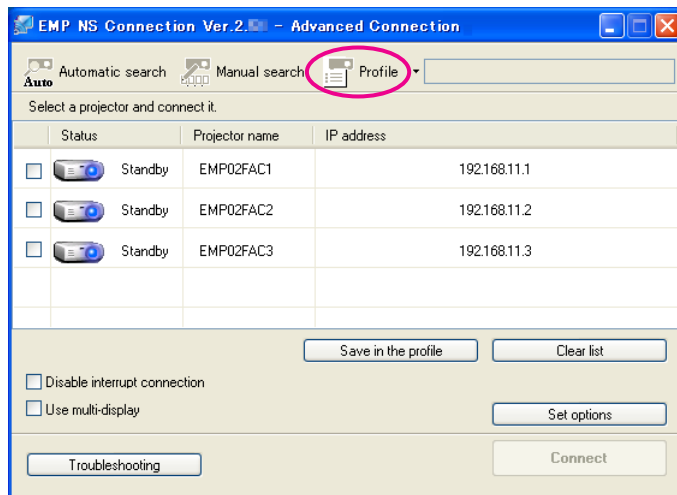 EMP NS Connection Ver.2. - Advanced Connection
Auto Automatic search Manual search Profile
Select a projector and connect it.
Status Projector name IP address
Standby EMP02FAC1 192.168.11.1
Standby EMP02FAC2 192.168.11.2
Standby EMP02FAC3 192.168.11.3
Save in the profile Clear list
Disable interrupt connection
Use multi-display
Set options
Troubleshooting Connect